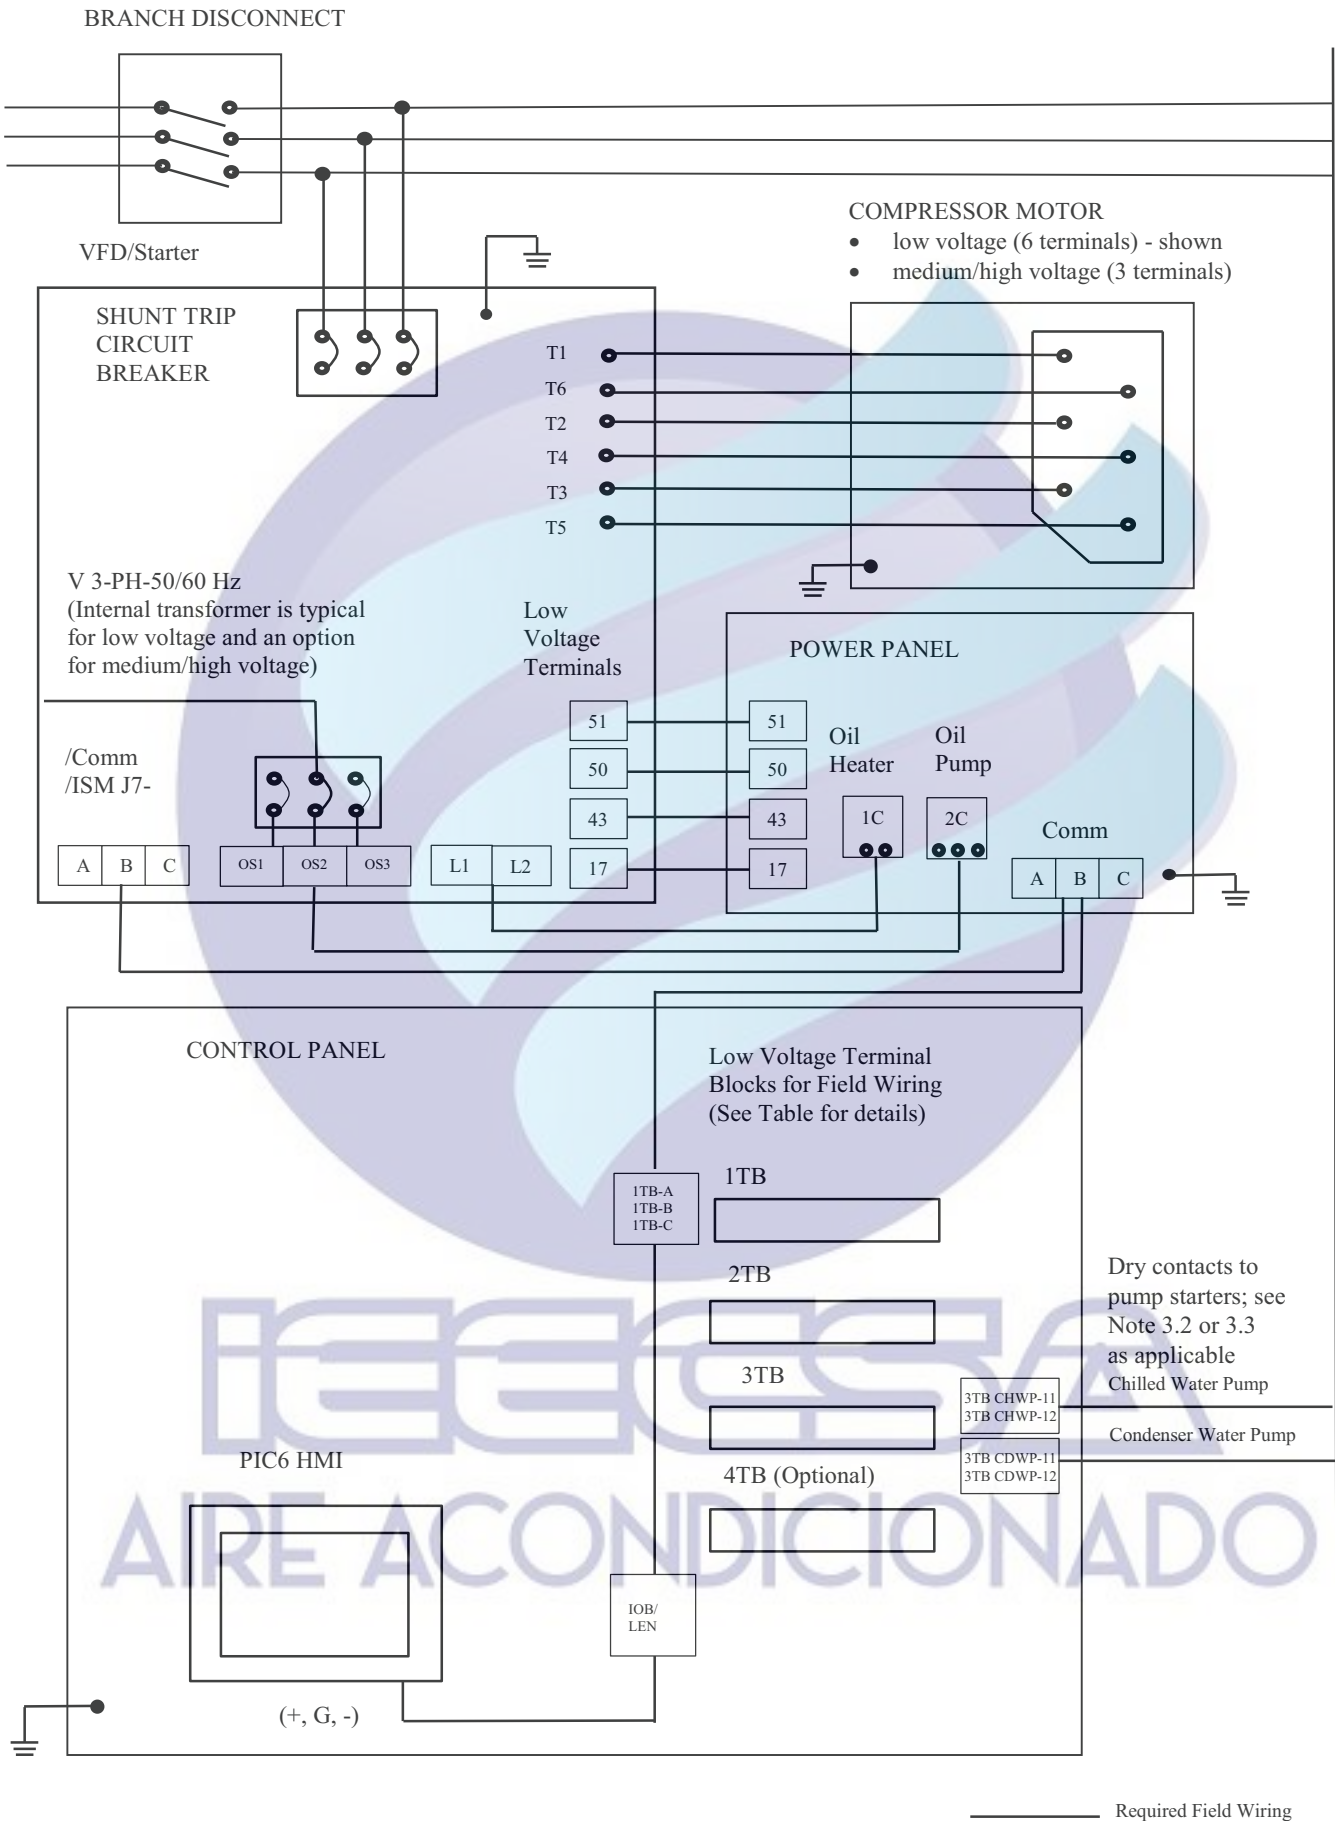 BRANCH DISCONNECT
VFD/Starter
SHUNT TRIP
CIRCUIT
BREAKER
COMPRESSOR MOTOR
• low voltage (6 terminals) - shown
• medium/high voltage (3 terminals)
T1
T6
T2
T4
T3
T5
V 3-PH-50/60 Hz
(Internal transformer is typical
for low voltage and an option
for medium/high voltage)
Low
Voltage
Terminals
POWER PANEL
51
50
43
17
51
50
43
17
Oil
Heater
Oil
Pump
1C
2C
Comm
A B C
/Comm
/ISM J7-
A B C
OS1 OS2 OS3
L1 L2
CONTROL PANEL
Low Voltage Terminal
Blocks for Field Wiring
(See Table for details)
1TB-A
1TB-B
1TB-C
1TB
2TB
3TB
4TB (Optional)
Dry contacts to
pump starters; see
Note 3.2 or 3.3
as applicable
Chilled Water Pump
3TB CHWP-11
3TB CHWP-12
Condenser Water Pump
3TB CDWP-11
3TB CDWP-12
PIC6 HMI
IOB/
LEN
(+, G, -)
IEECSA
AIRE ACONDICIONADO
Required Field Wiring